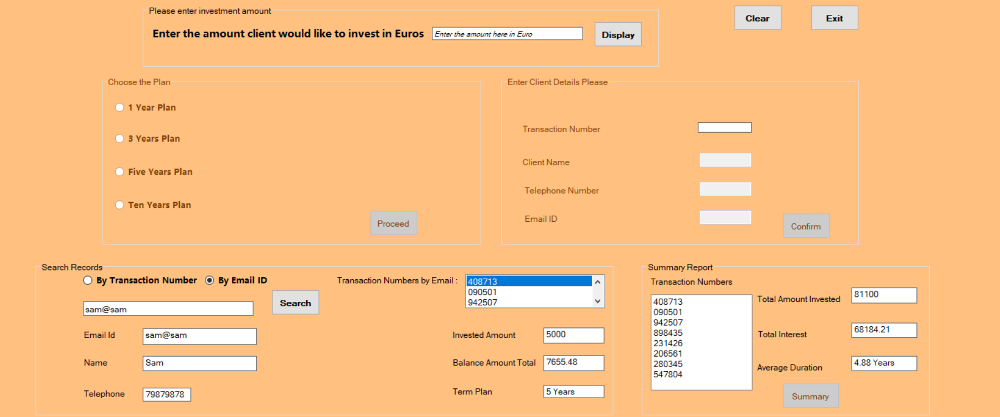 Please enter investment amount
Enter the amount client would like to invest in Euros
Enter the amount here in Euro
Display
Clear
Exit
Choose the Plan
1 Year Plan
3 Years Plan
Five Years Plan
Ten Years Plan
Proceed
Enter Client Details Please
Transaction Number
Client Name
Telephone Number
Email ID
Confirm
Search Records
By Transaction Number
By Email ID
sam@sam
Search
Email Id
sam@sam
Name
Sam
Telephone
79879878
Transaction Numbers by Email :
408713
090501
942507
Invested Amount
5000
Balance Amount Total
7655.48
Term Plan
5 Years
Summary Report
Transaction Numbers
408713
090501
942507
898435
231426
206561
280345
547804
Total Amount Invested
81100
Total Interest
68184.21
Average Duration
4.88 Years
Summary